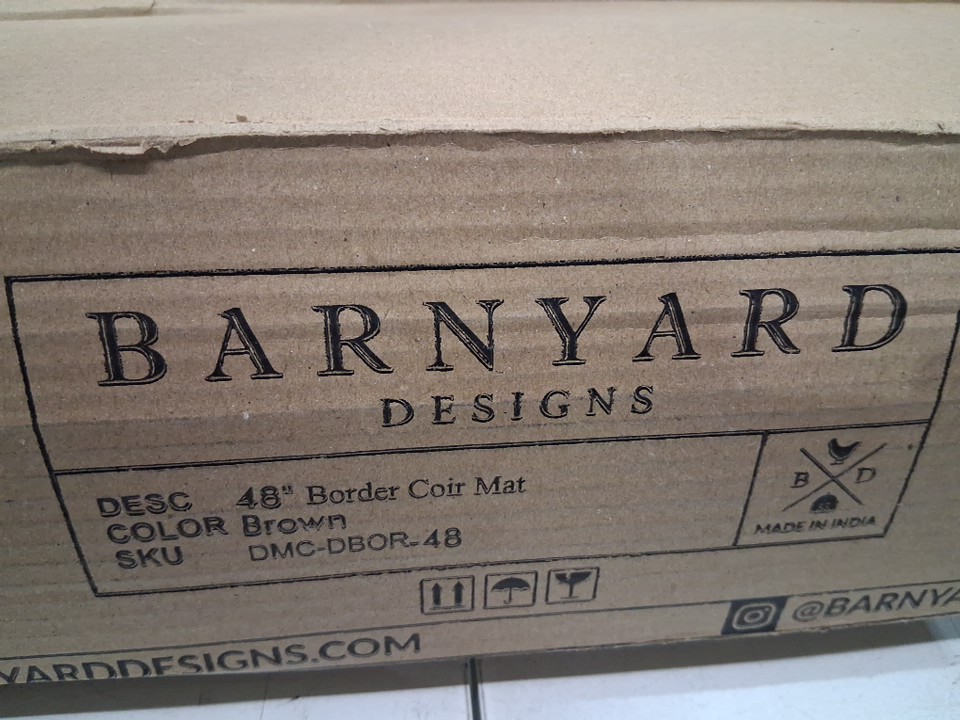 BARNYARD
DESIGNS
DESC 48" Border Coir Mat
COLOR Brown
SKU DMC-DBOR-48
B D
MADE IN INDIA
@BARNYA
YARDDESIGNS.COM